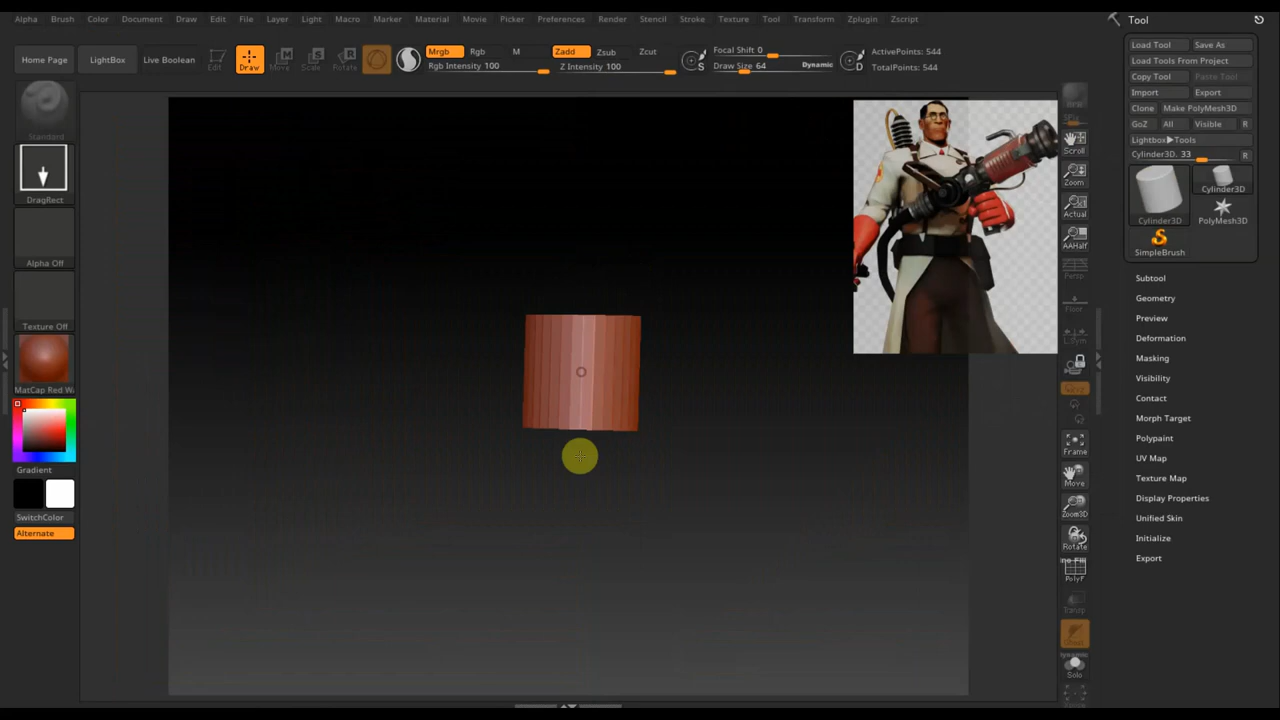 Alpha Brush Color Document Draw Edit File Layer Light Macro Marker Material Movie Picker Preferences Render Stencil Stroke Texture Tool Transform Zplugin Zscript
Tool
Home Page
LightBox
Live Boolean
Edit
Draw
Move
Scale
Rotate
Mrgb Rgb M
Rgb Intensity 100
Zadd Zsub Zcut
Z Intensity 100
S
Focal Shift 0
Draw Size 64 Dynamic
D
ActivePoints: 544
TotalPoints: 544
Standard
DragRect
Alpha Off
Texture Off
MatCap Red W
Gradient
SwitchColor
Alternate
Scroll
Zoom
Actual
AAHalf
Persp
Floor
L.Sym
Frame
Move
Zoom3D
Rotate
PolyF
Transp
Ghost
Dynamic
Solo
Load Tool Save As
Load Tools From Project
Copy Tool Paste Tool
Import Export
Clone Make PolyMesh3D
GoZ All Visible R
Lightbox▶Tools
Cylinder3D. 33 R
Cylinder3D
Cylinder3D
PolyMesh3D
SimpleBrush
Subtool
Geometry
Preview
Deformation
Masking
Visibility
Contact
Morph Target
Polypaint
UV Map
Texture Map
Display Properties
Unified Skin
Initialize
Export